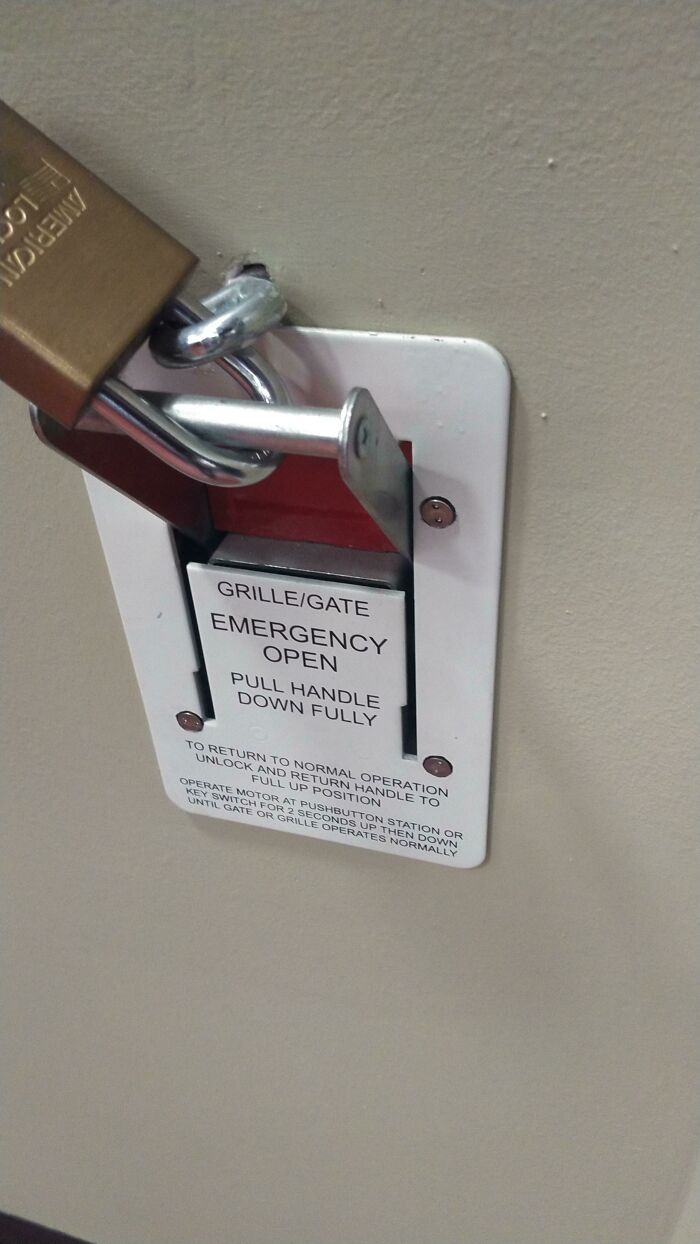 AMERICAN
LOCK
GRILLE/GATE
EMERGENCY
OPEN
PULL HANDLE
DOWN FULLY
TO RETURN TO NORMAL OPERATION
UNLOCK AND RETURN HANDLE TO
FULL UP POSITION
OPERATE MOTOR AT PUSHBUTTON STATION OR
KEY SWITCH FOR 2 SECONDS UP THEN DOWN
UNTIL GATE OR GRILLE OPERATES NORMALLY